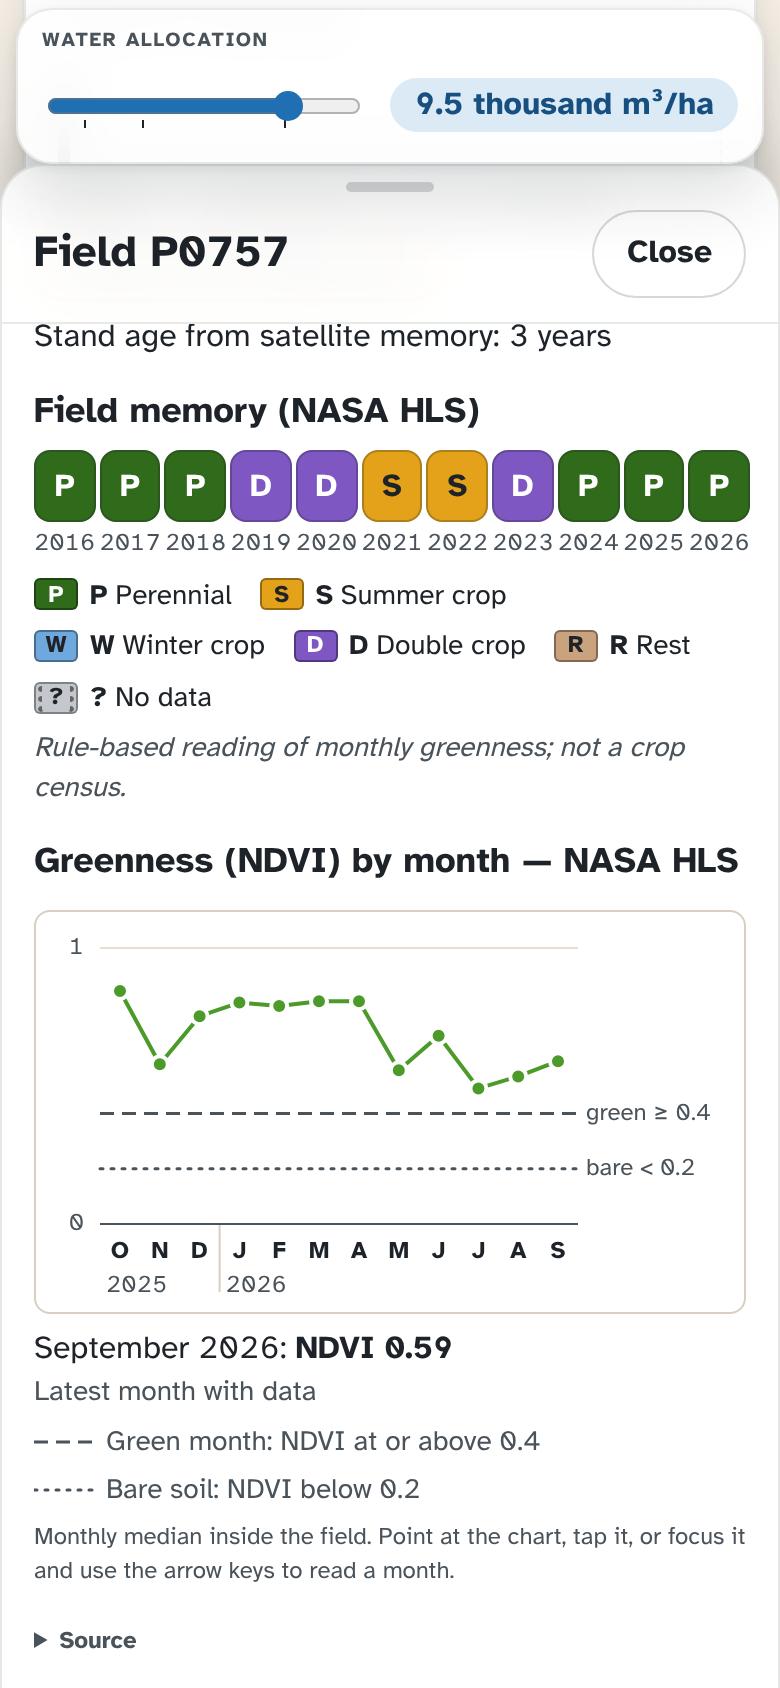 WATER ALLOCATION
9.5 thousand m³/ha
Field P0757
Close
Stand age from satellite memory: 3 years
Field memory (NASA HLS)
P P P D D S S D P P P
2016 2017 2018 2019 2020 2021 2022 2023 2024 2025 2026
P P Perennial S S Summer crop
W W Winter crop D D Double crop R R Rest
? ? No data
Rule-based reading of monthly greenness; not a crop
census.
Greenness (NDVI) by month — NASA HLS
1
green ≥ 0.4
bare < 0.2
0
O N D J F M A M J J A S
2025 2026
September 2026: NDVI 0.59
Latest month with data
Green month: NDVI at or above 0.4
Bare soil: NDVI below 0.2
Monthly median inside the field. Point at the chart, tap it, or focus it
and use the arrow keys to read a month.
Source